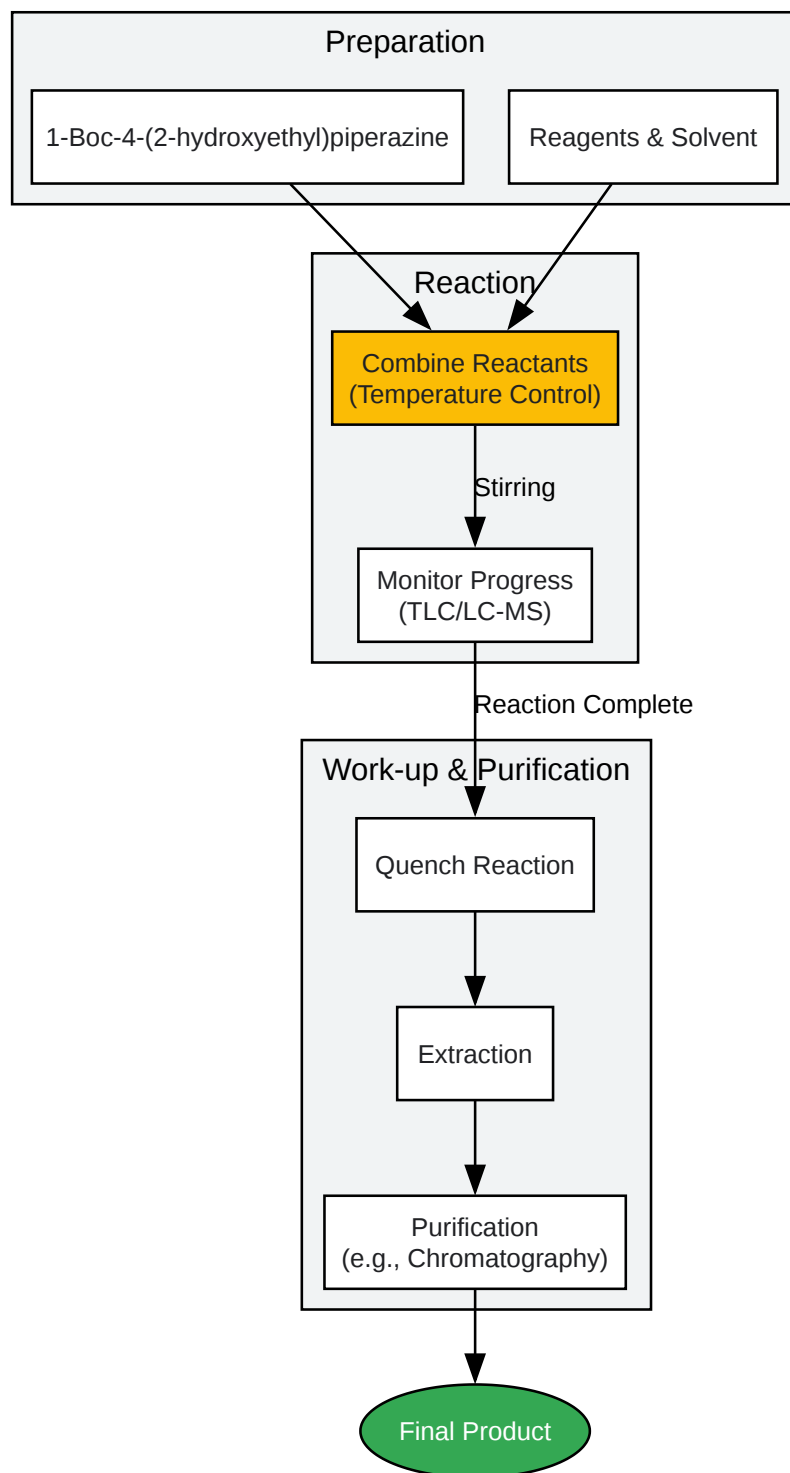 Preparation
1-Boc-4-(2-hydroxyethyl)piperazine
Reagents & Solvent
Reaction
Combine Reactants
(Temperature Control)
Stirring
Monitor Progress
(TLC/LC-MS)
Reaction Complete
Work-up & Purification
Quench Reaction
Extraction
Purification
(e.g., Chromatography)
Final Product